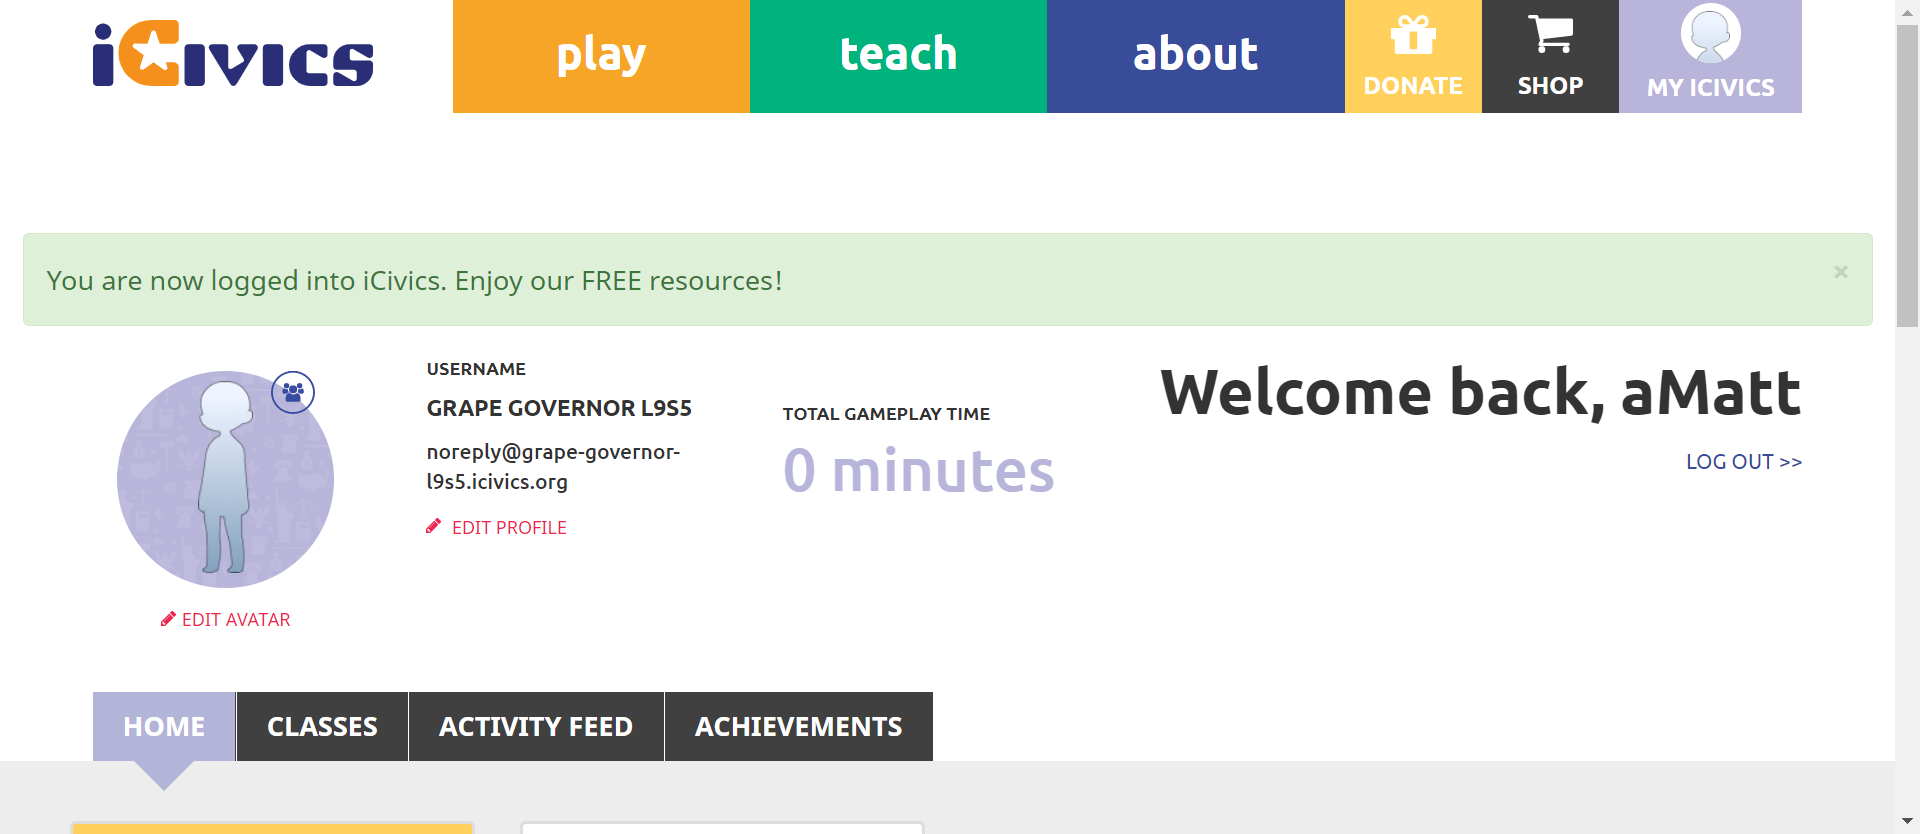 iCivics
play
teach
about
DONATE
SHOP
MY ICIVICS
You are now logged into iCivics. Enjoy our FREE resources!
×
USERNAME
GRAPE GOVERNOR L9S5
noreply@grape-governor-
l9s5.icivics.org
EDIT PROFILE
TOTAL GAMEPLAY TIME
0 minutes
Welcome back, aMatt
LOG OUT >>
EDIT AVATAR
HOME
CLASSES
ACTIVITY FEED
ACHIEVEMENTS